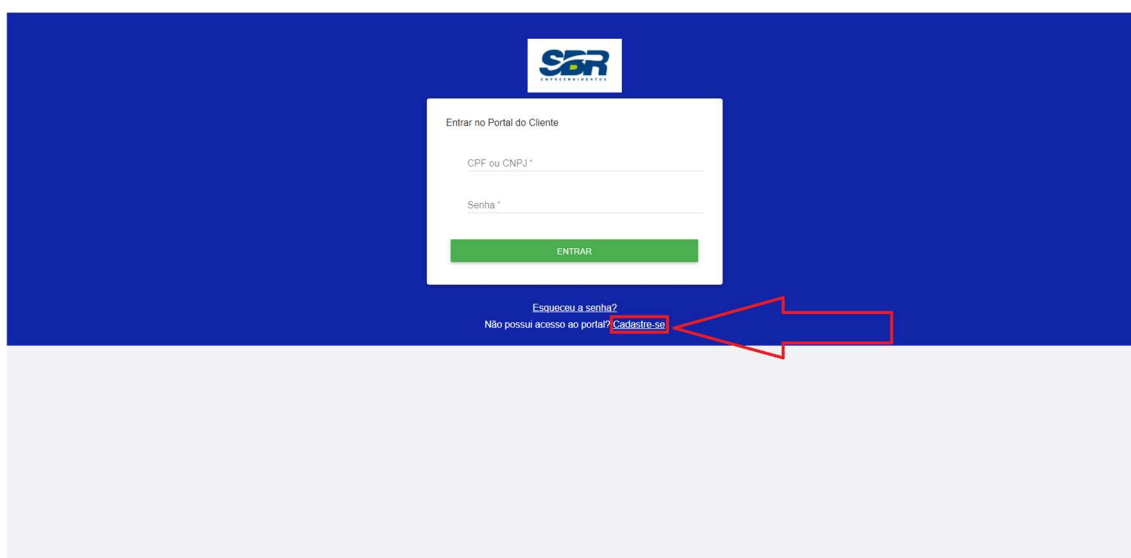 SBR
EMPREENDIMENTOS
Entrar no Portal do Cliente
CPF ou CNPJ *
Senha *
ENTRAR
Esqueceu a senha?
Não possui acesso ao portal? Cadastre-se